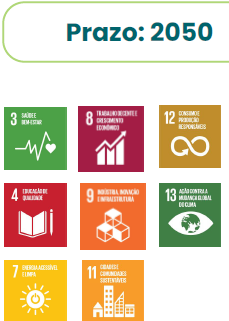 Prazo: 2050
3 SAÚDE E
BEM-ESTAR
8 TRABALHO DECENTE E
CRESCIMENTO
ECONÔMICO
12 CONSUMO E
PRODUÇÃO
RESPONSÁVEIS
4 EDUCAÇÃO DE
QUALIDADE
9 INDÚSTRIA, INOVAÇÃO
E INFRAESTRUTURA
13 AÇÃO CONTRA A
MUDANÇA GLOBAL
DO CLIMA
7 ENERGIA ACESSÍVEL
E LIMPA
11 CIDADES E
COMUNIDADES
SUSTENTÁVEIS